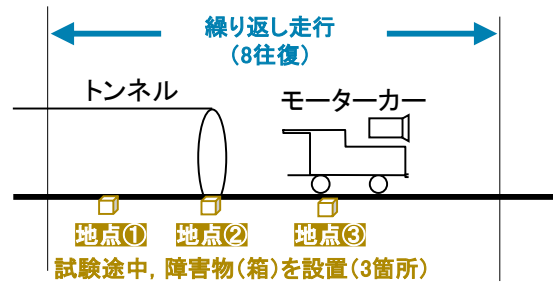 繰り返し走行
(8往復)
トンネル
モーターカー
地点① 地点② 地点③
試験途中,障害物(箱)を設置(3箇所)